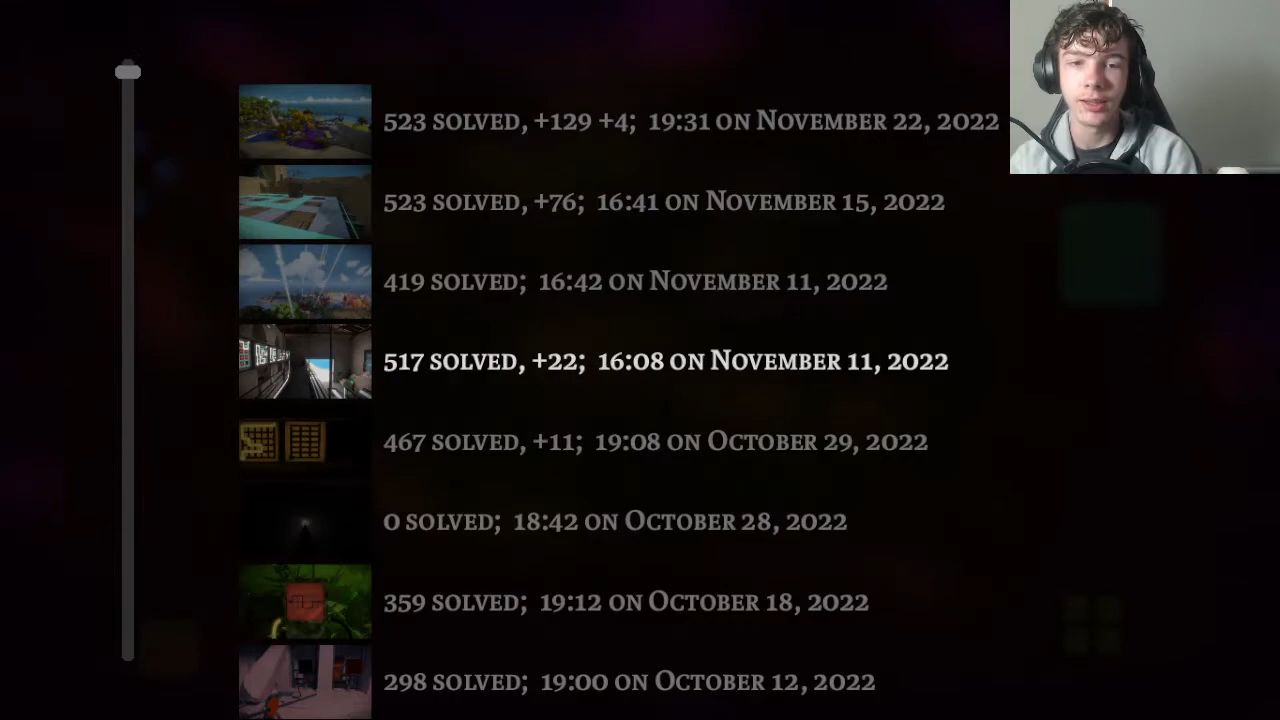 523 SOLVED, +129 +4; 19:31 ON NOVEMBER 22, 2022
523 SOLVED, +76; 16:41 ON NOVEMBER 15, 2022
419 SOLVED; 16:42 ON NOVEMBER 11, 2022
517 SOLVED, +22; 16:08 ON NOVEMBER 11, 2022
467 SOLVED, +11; 19:08 ON OCTOBER 29, 2022
0 SOLVED; 18:42 ON OCTOBER 28, 2022
359 SOLVED; 19:12 ON OCTOBER 18, 2022
298 SOLVED; 19:00 ON OCTOBER 12, 2022